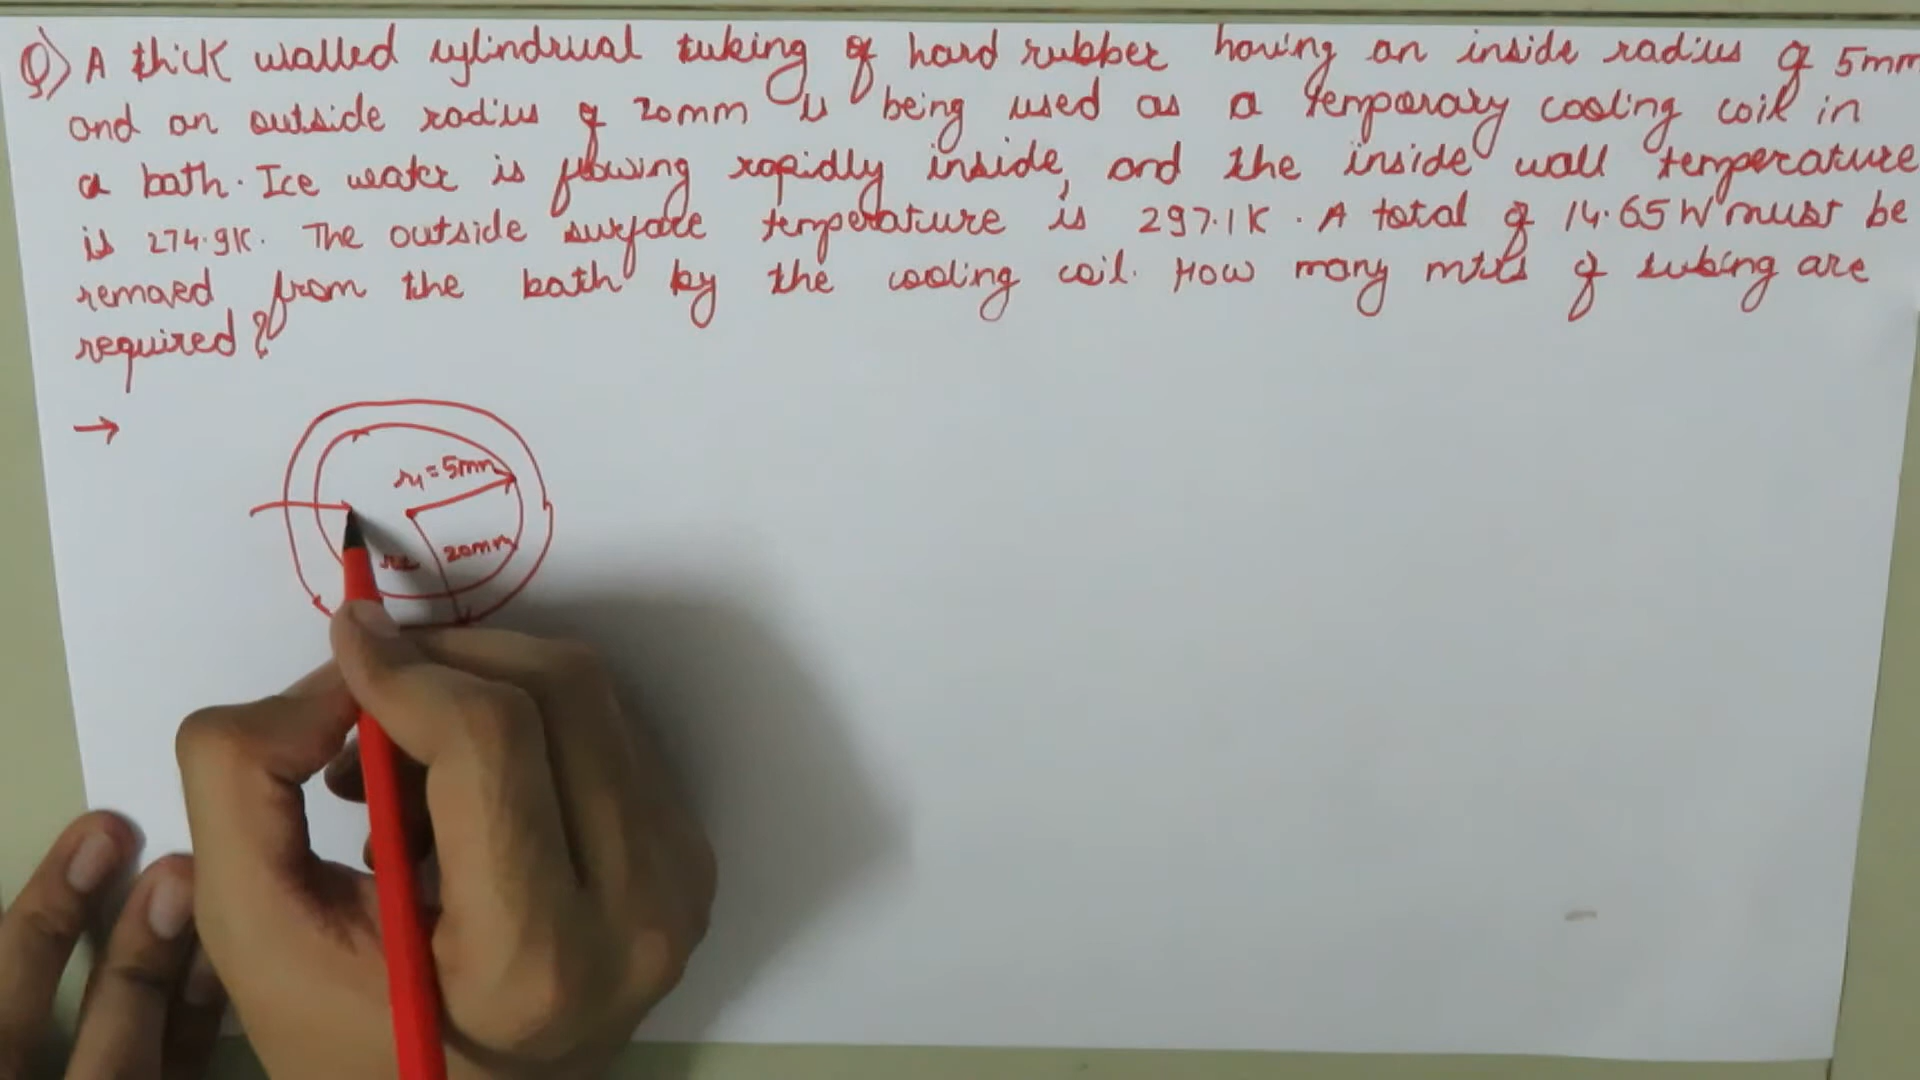 Q) A thick walled cylindrical tubing of hard rubber having an inside radius of 5mm
and an outside radius of 20mm is being used as a temporary cooling coil in
a bath. Ice water is flowing rapidly inside, and the inside wall temperature
is 274.9K. The outside surface temperature is 297.1K. A total of 14.65W must be
removed from the bath by the cooling coil. How many mtrs of tubing are
required?
→
r1 = 5mm
r2 20mm